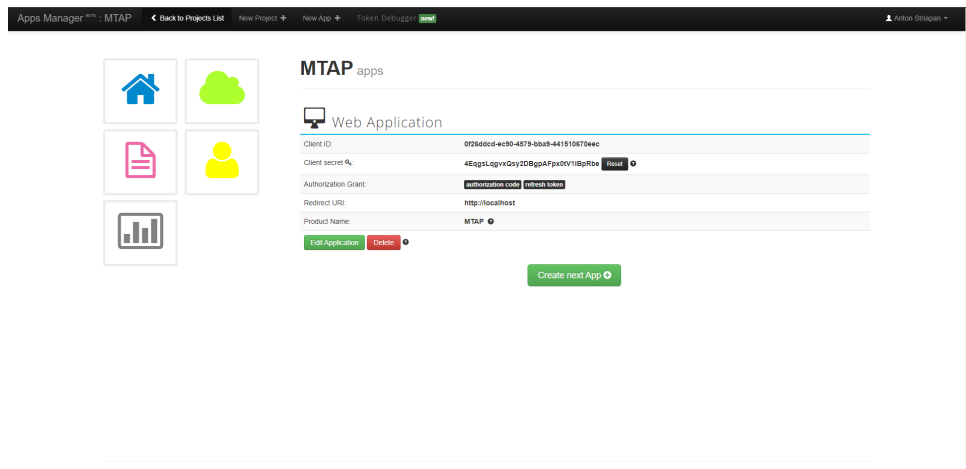 Apps Manager BETA : MTAP Back to Projects List New Project New App Token Debugger new! Anton Strapan
MTAP apps
Web Application
Client ID: 0f26ddcd-ec90-4579-bba9-441510670eec
Client secret : 4EqgsLqgvxQsy2DBgpAFpx0tV1IBpRbe Reset
Authorization Grant: authorization code refresh token
Redirect URI: http://localhost
Product Name: MTAP
Edit Application Delete
Create next App